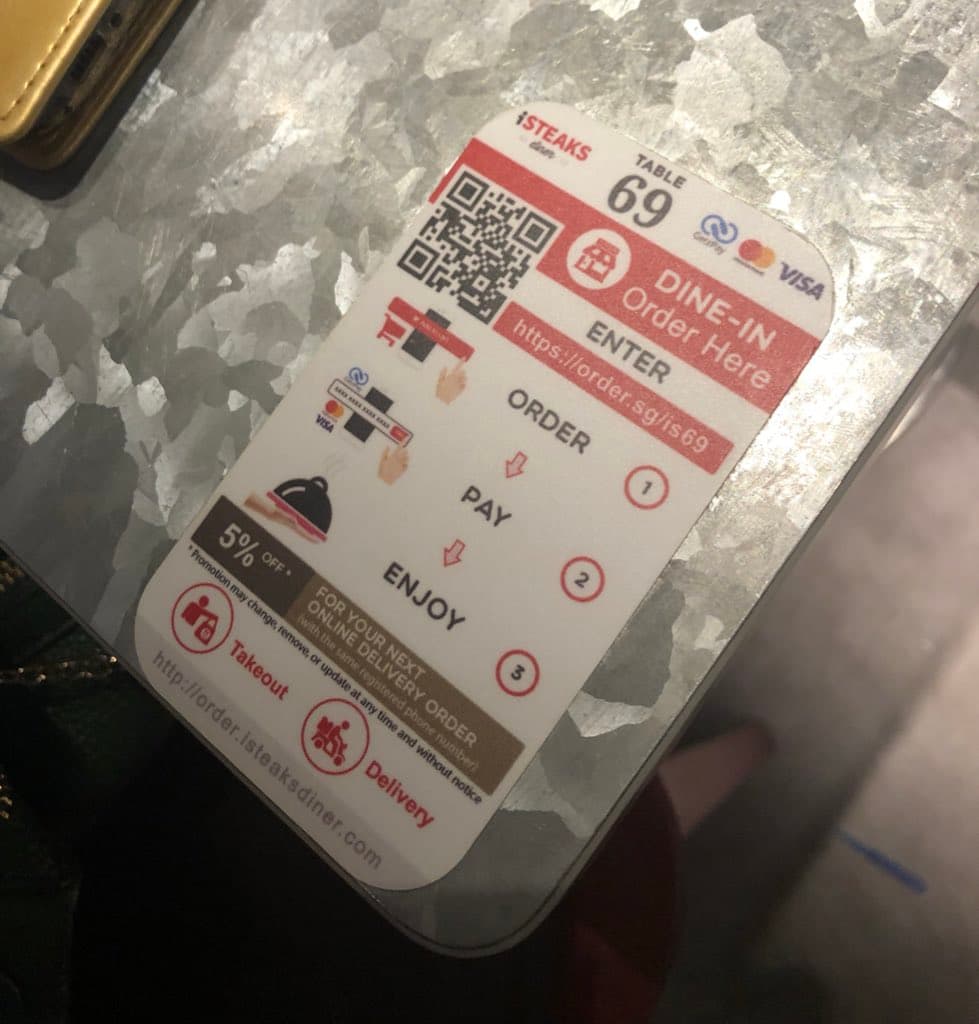 iSTEAKS
diner
TABLE
69
GrabPay
VISA
DINE-IN
Order Here
ENTER
https://order.sg/is69
ORDER
1
VISA
PAY
2
ENJOY
3
5% OFF *
FOR YOUR NEXT
ONLINE DELIVERY ORDER
(with the same registered phone number)
* Promotion may change, remove, or update at any time and without notice
Takeout
Delivery
http://order.isteaksdiner.com